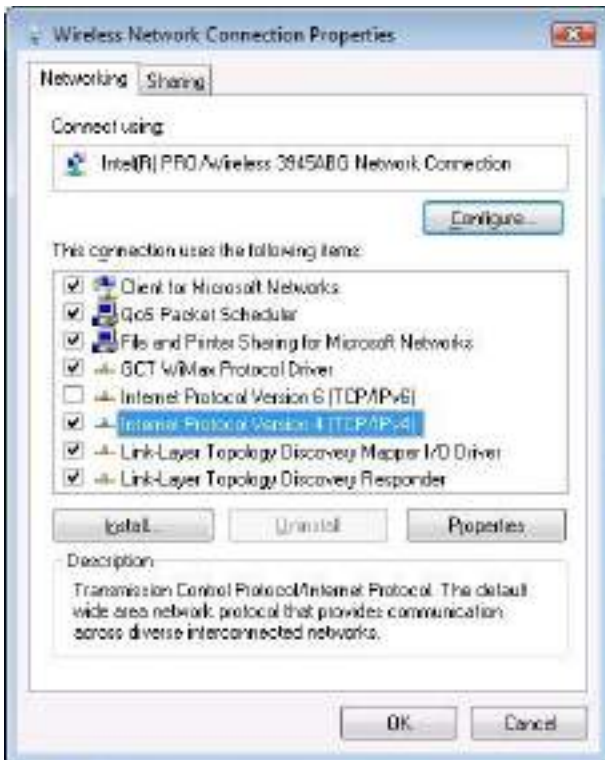 Wireless Network Connection Properties
Networking
Sharing
Connect using:
Intel(R) PRO/Wireless 3945ABG Network Connection
Configure...
This connection uses the following items:
Client for Microsoft Networks
QoS Packet Scheduler
File and Printer Sharing for Microsoft Networks
GCT WiMax Protocol Driver
Internet Protocol Version 6 (TCP/IPv6)
Internet Protocol Version 4 (TCP/IPv4)
Link-Layer Topology Discovery Mapper I/O Driver
Link-Layer Topology Discovery Responder
Install...
Uninstall
Properties
Description
Transmission Control Protocol/Internet Protocol. The default
wide area network protocol that provides communication
across diverse interconnected networks.
OK
Cancel